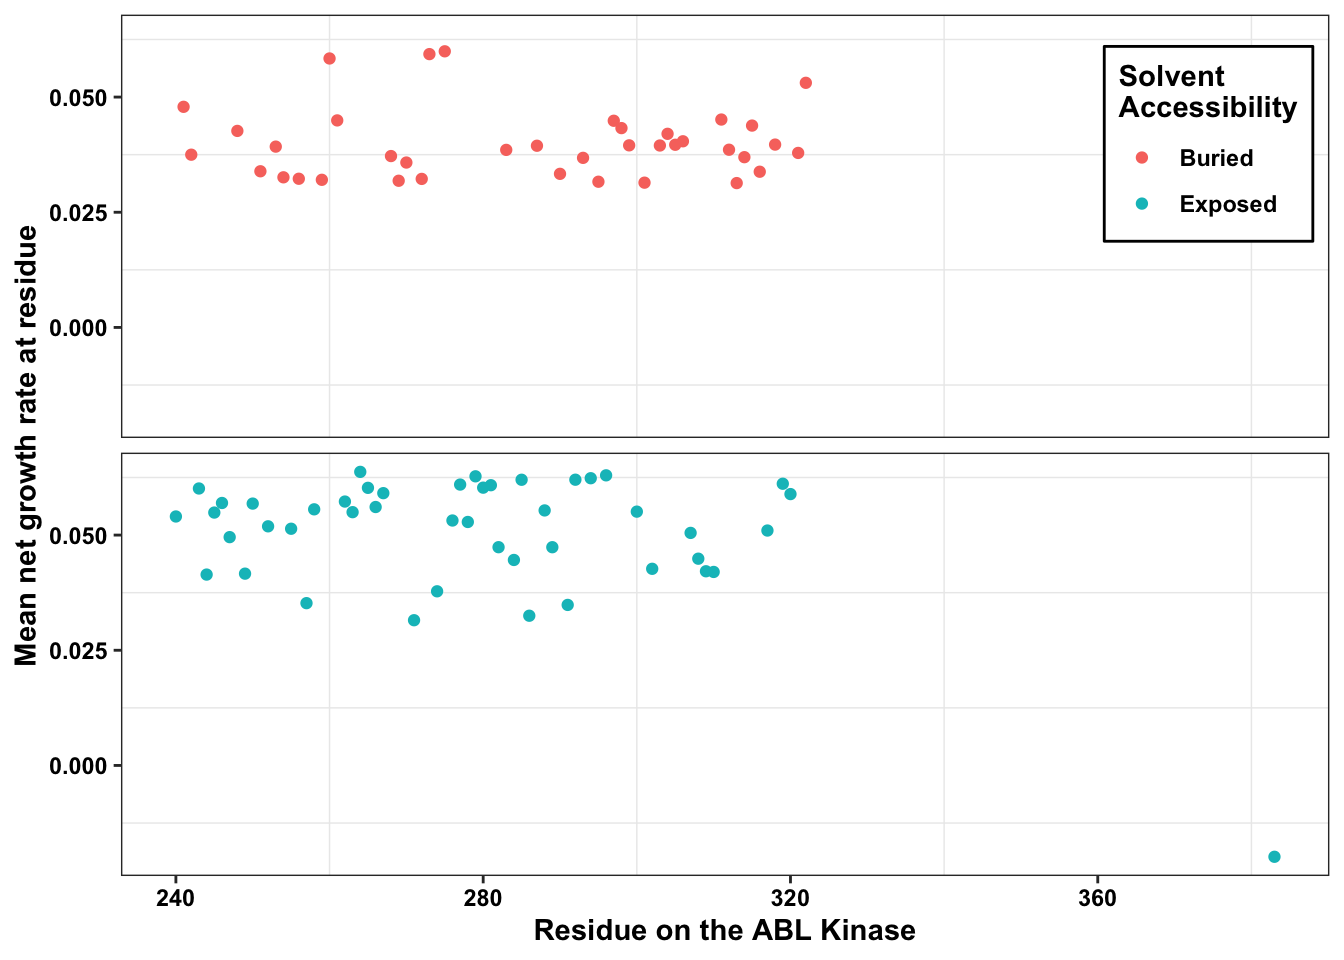 Mean net growth rate at residue
0.050
0.025
0.000
Solvent
Accessibility
Buried
Exposed
0.050
0.025
0.000
240
280
320
360
Residue on the ABL Kinase